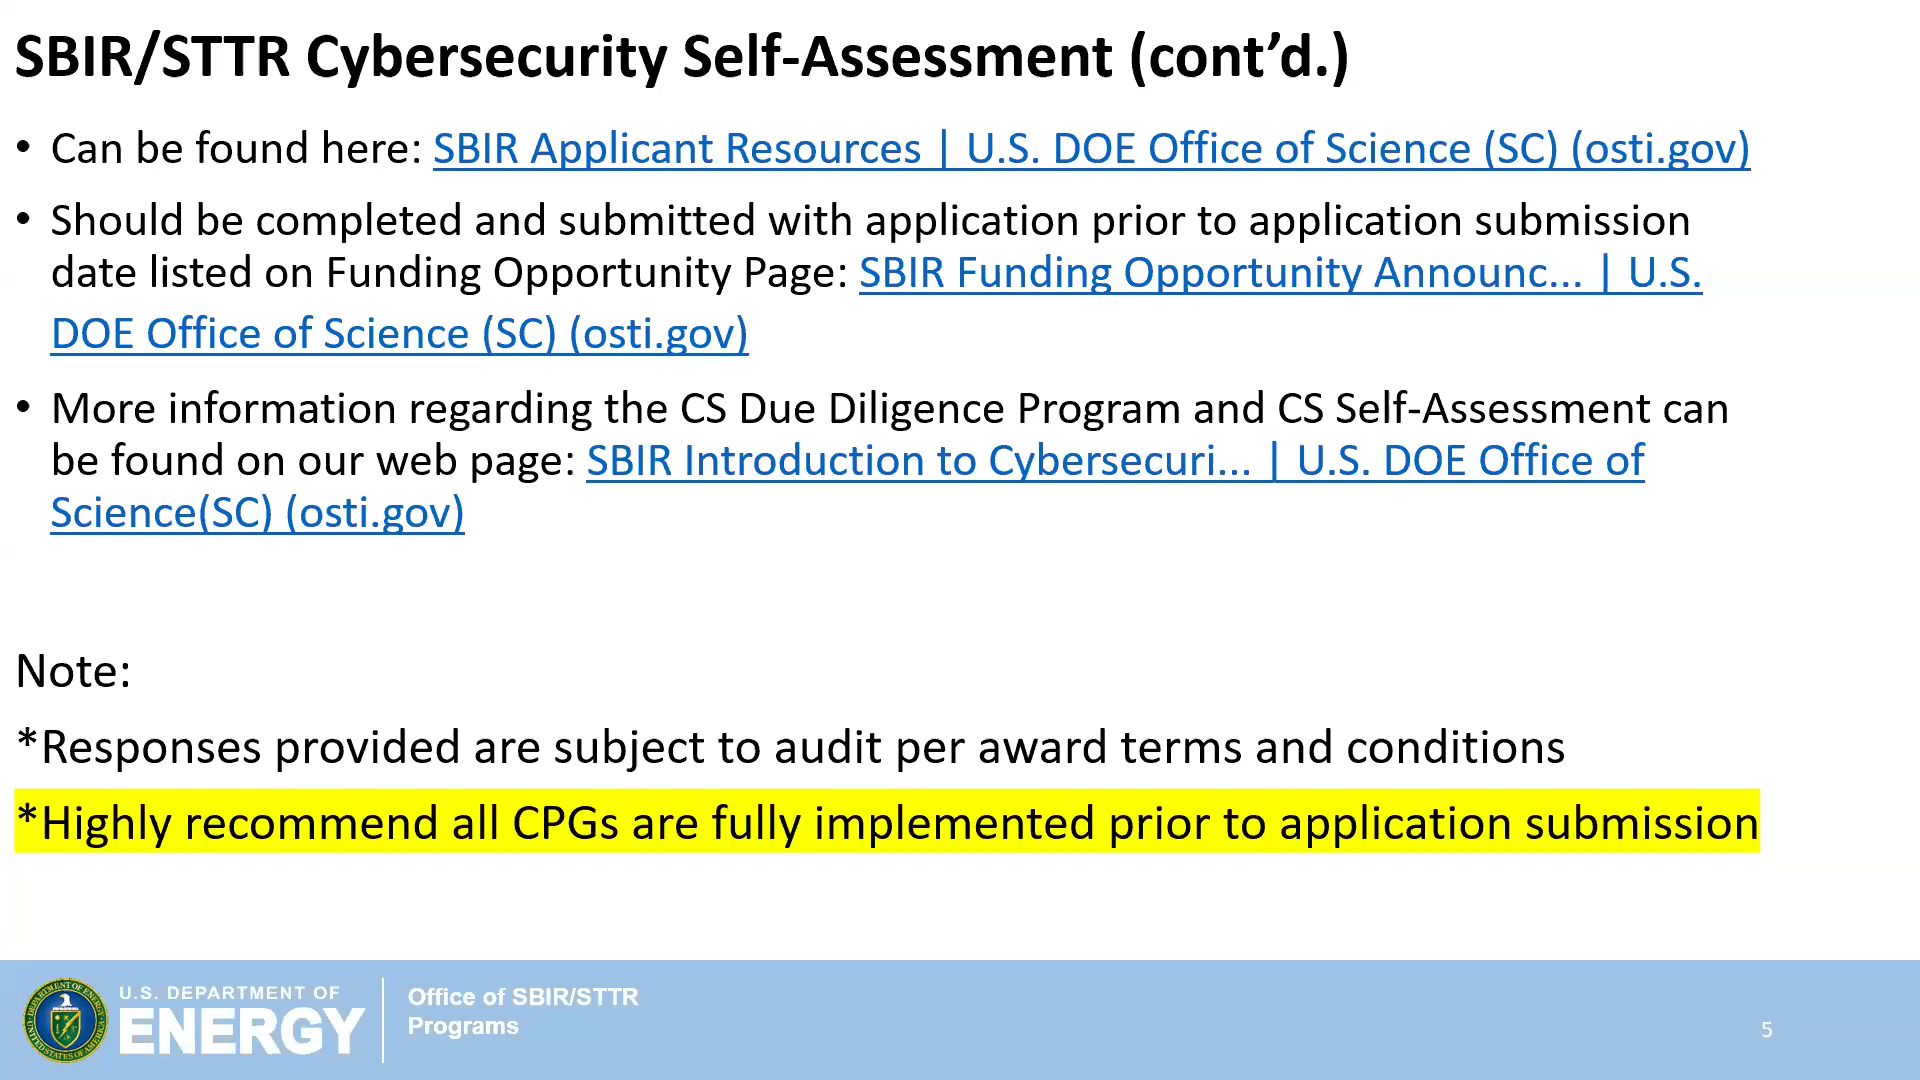 SBIR/STTR Cybersecurity Self-Assessment (cont’d.)
• Can be found here: SBIR Applicant Resources | U.S. DOE Office of Science (SC) (osti.gov)
• Should be completed and submitted with application prior to application submission
date listed on Funding Opportunity Page: SBIR Funding Opportunity Announc... | U.S.
DOE Office of Science (SC) (osti.gov)
• More information regarding the CS Due Diligence Program and CS Self-Assessment can
be found on our web page: SBIR Introduction to Cybersecuri... | U.S. DOE Office of
Science(SC) (osti.gov)
Note:
*Responses provided are subject to audit per award terms and conditions
*Highly recommend all CPGs are fully implemented prior to application submission
U.S. DEPARTMENT OF
ENERGY
Office of SBIR/STTR
Programs
5